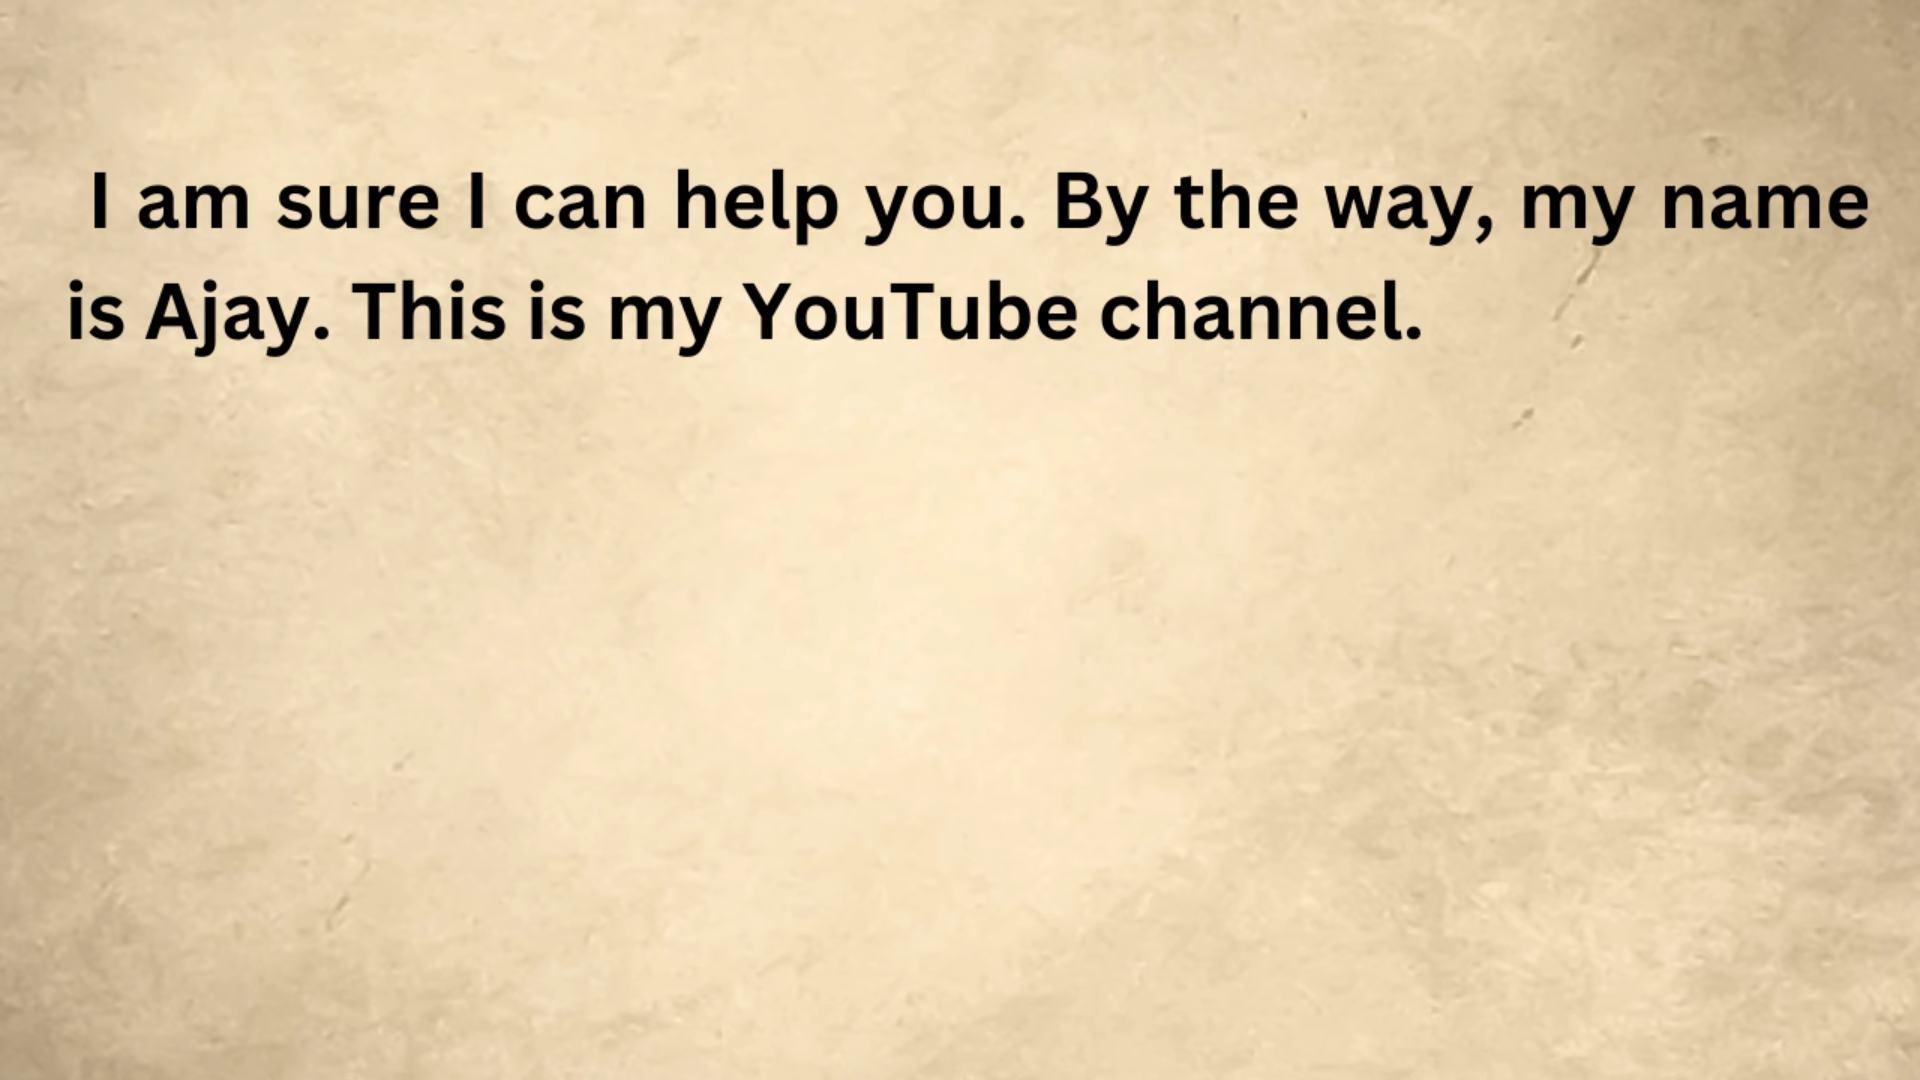 I am sure I can help you. By the way, my name
is Ajay. This is my YouTube channel.